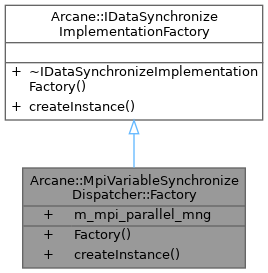 Arcane::IDataSynchronize
ImplementationFactory
+ ~IDataSynchronizeImplementation
Factory()
+ createInstance()
Arcane::MpiVariableSynchronize
Dispatcher::Factory
+ m_mpi_parallel_mng
+ Factory()
+ createInstance()